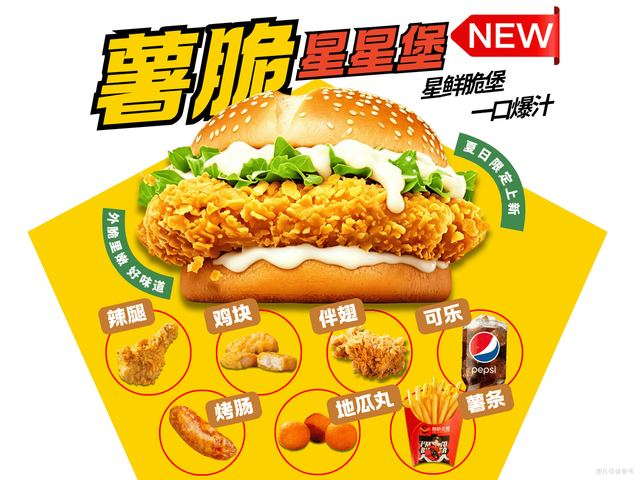 薯脆星星堡
NEW
星鲜脆堡
一口爆汁
夏日限定上新
外脆里嫩 好味道
辣腿
鸡块
伴翅
可乐
pepsi
烤肠
地瓜丸
薯条
图片仅供参考